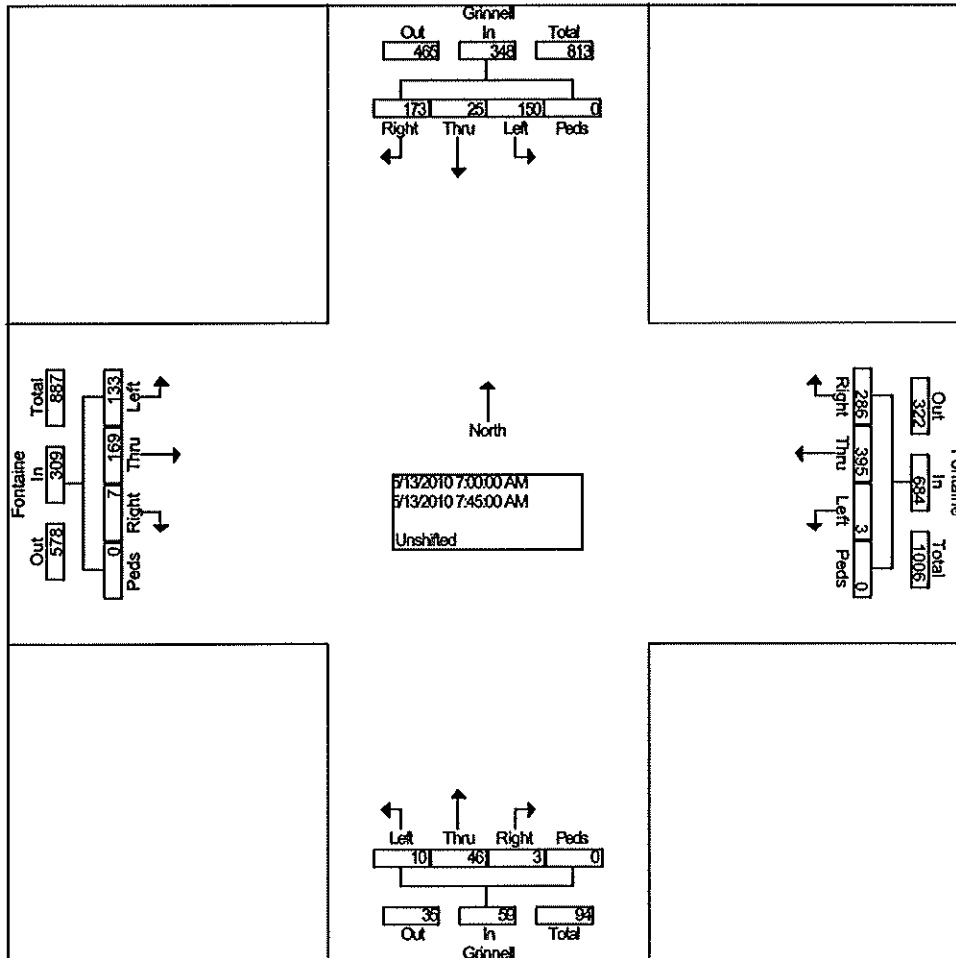 Grinnell
Out In Total
465 348 813
173 25 150 0
Right Thru Left Peds
Fontaine
Total In Out
887 309 578
133 169 7 0
Left Thru Right Peds
North
5/13/2010 7:00:00 AM
5/13/2010 7:45:00 AM
Unshifted
Right Thru Left Peds
286 395 3 0
322 684 1006
Out In Total
Fontaine
Left Thru Right Peds
10 46 3 0
35 59 94
Out In Total
Grinnell